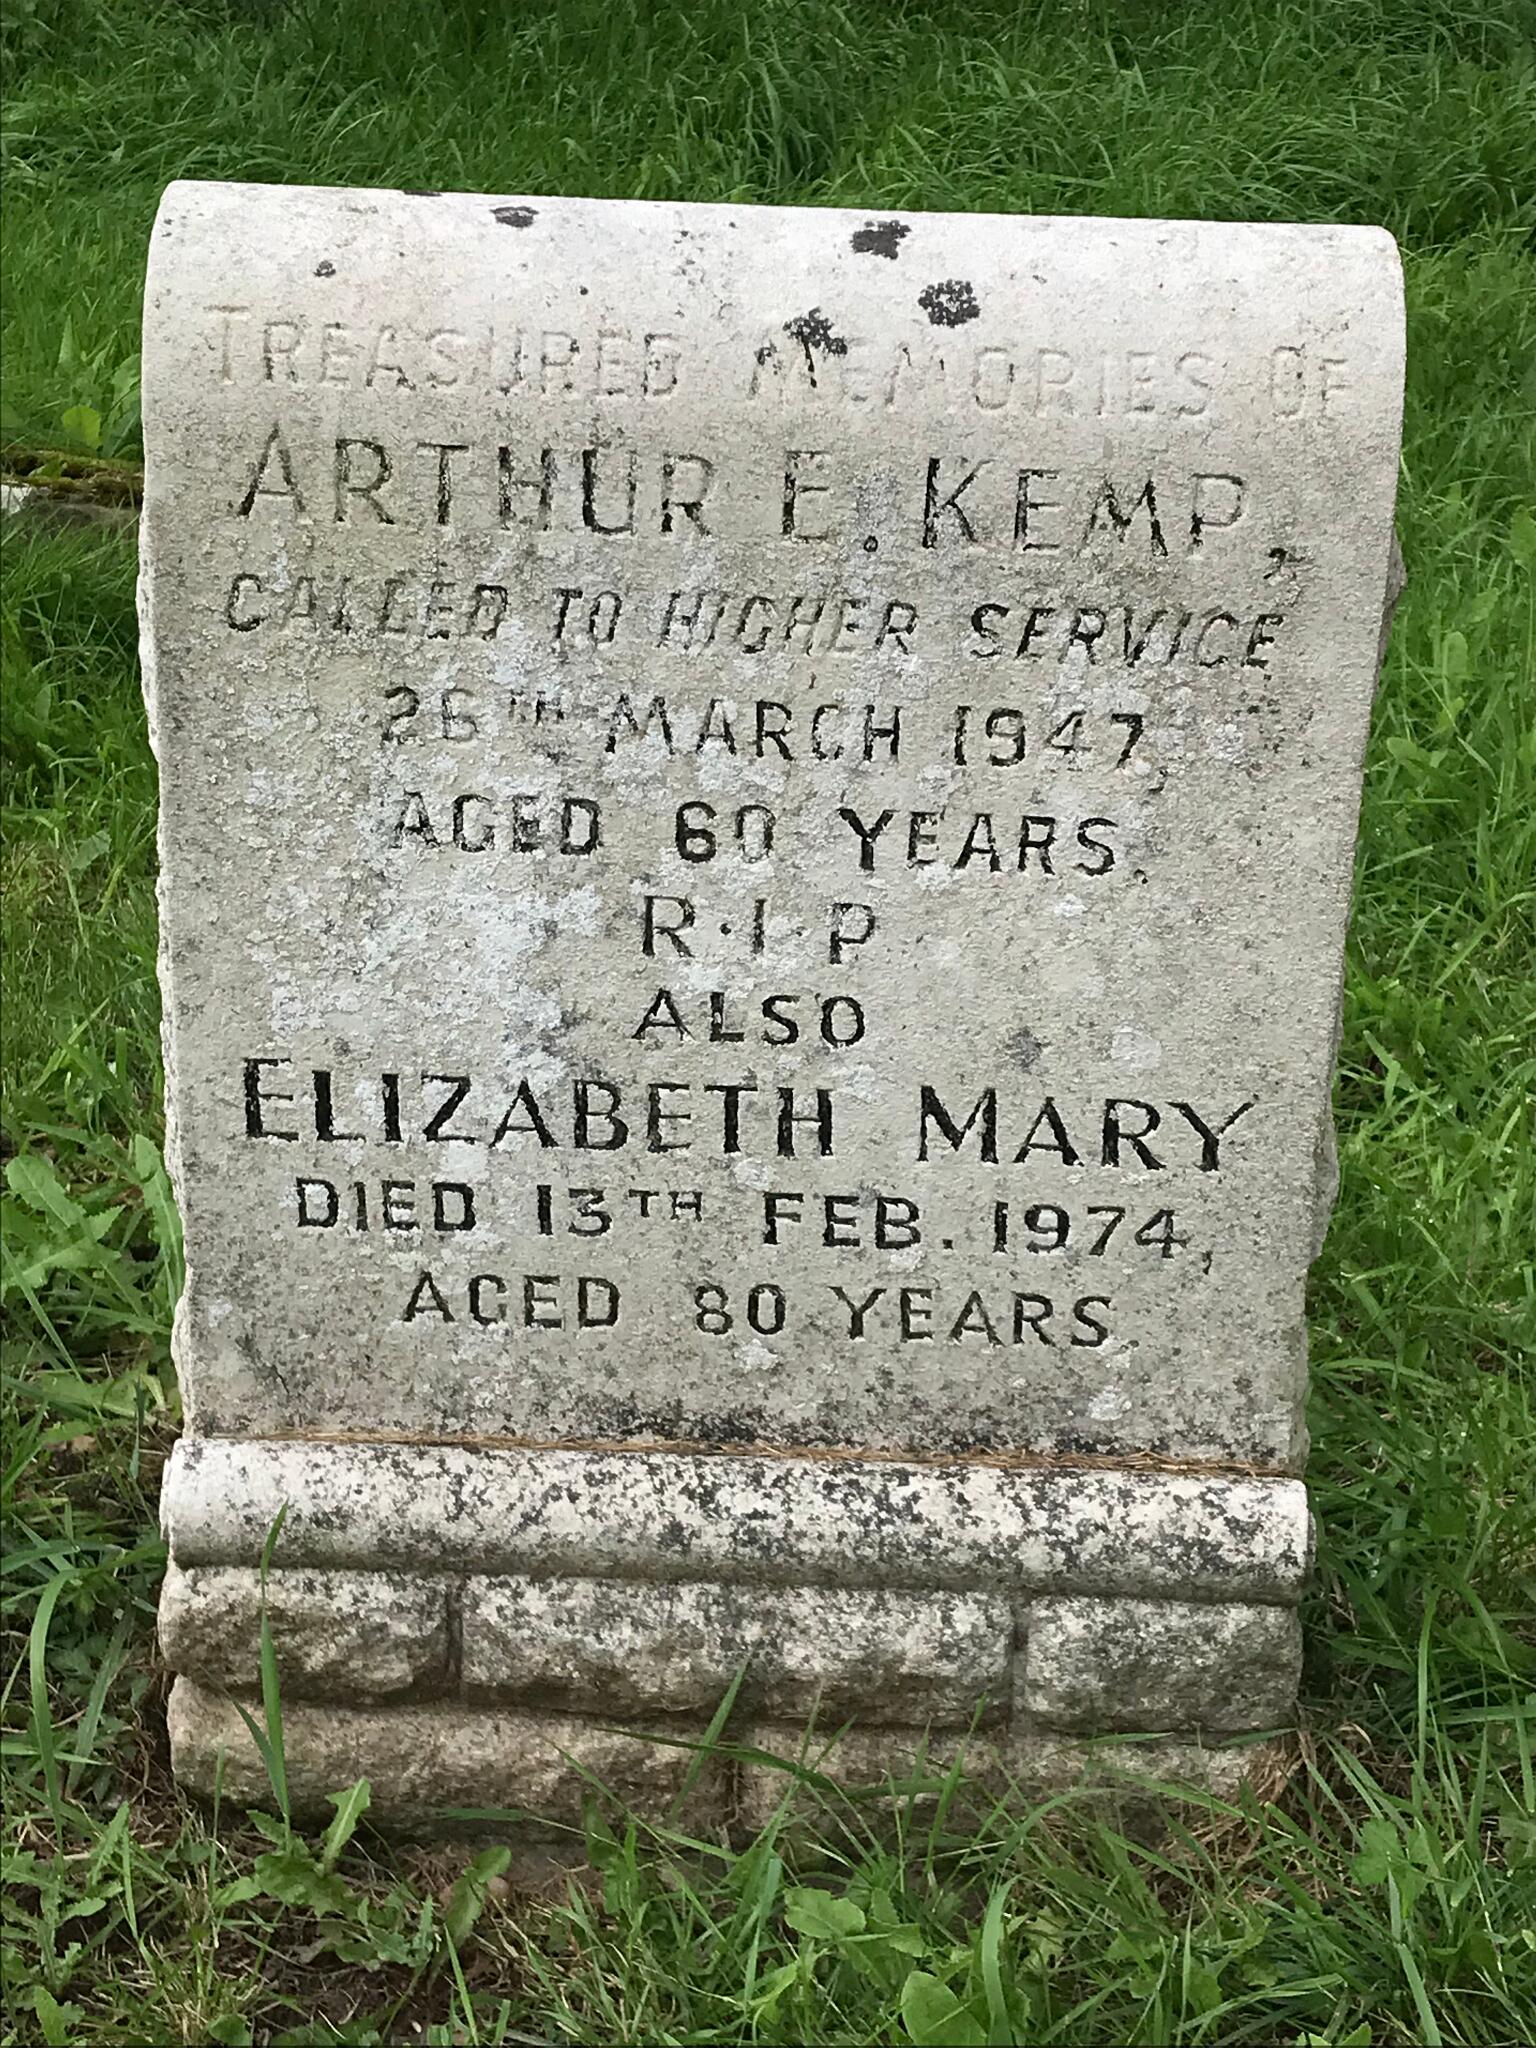 TREASURED MEMORIES OF
ARTHUR E. KEMP,
CALLED TO HIGHER SERVICE
26TH MARCH 1947,
AGED 60 YEARS.
R·I·P
ALSO
ELIZABETH MARY
DIED 13TH FEB. 1974,
AGED 80 YEARS.